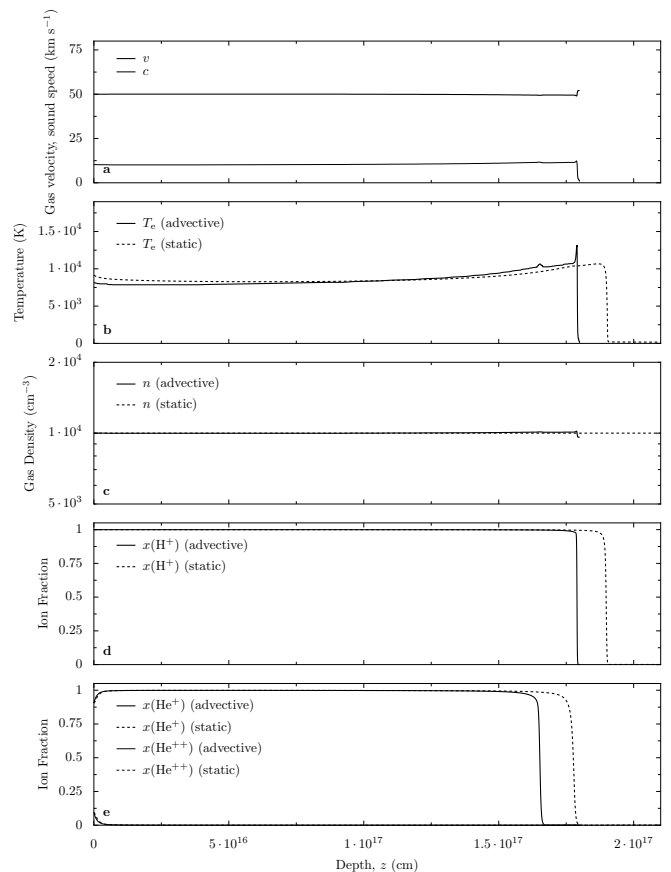 Gas velocity, sound speed (km s⁻¹)
75
50
25
0
v
c
a
Temperature (K)
1.5·10⁴
1·10⁴
5·10³
0
Tₑ (advective)
Tₑ (static)
b
Gas Density (cm⁻³)
2·10⁴
1·10⁴
5·10³
n (advective)
n (static)
c
Ion Fraction
1
0.75
0.5
0.25
0
x(H⁺) (advective)
x(H⁺) (static)
d
Ion Fraction
1
0.75
0.5
0.25
0
x(He⁺) (advective)
x(He⁺) (static)
x(He⁺⁺) (advective)
x(He⁺⁺) (static)
e
0 5·10¹⁶ 1·10¹⁷ 1.5·10¹⁷ 2·10¹⁷
Depth, z (cm)